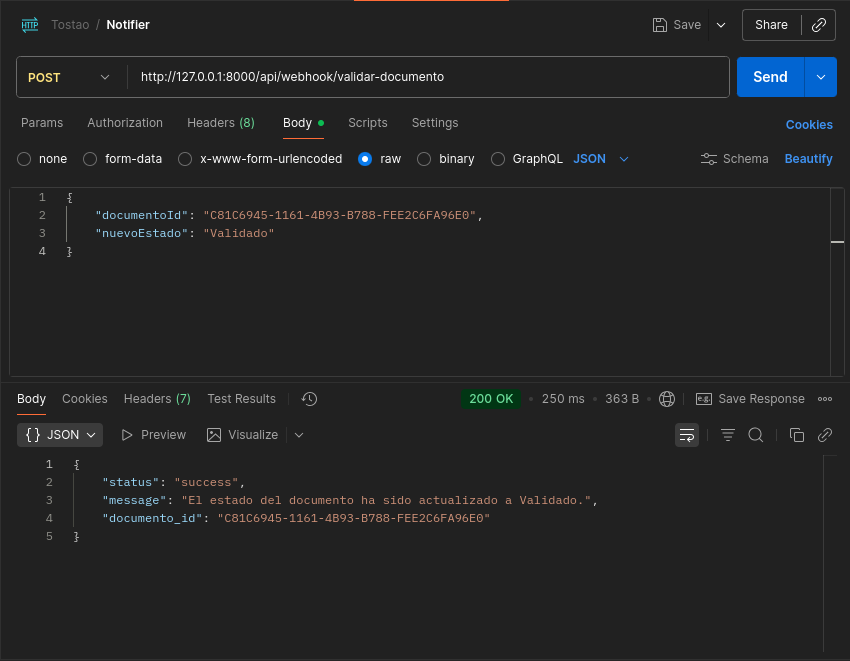 HTTP Tostao / Notifier Save Share
POST http://127.0.0.1:8000/api/webhook/validar-documento Send
Params Authorization Headers (8) Body Scripts Settings Cookies
none form-data x-www-form-urlencoded raw binary GraphQL JSON Schema Beautify
1 {
2 "documentoId": "C81C6945-1161-4B93-B788-FEE2C6FA96E0",
3 "nuevoEstado": "Validado"
4 }
Body Cookies Headers (7) Test Results 200 OK • 250 ms • 363 B • e.g. Save Response
{} JSON Preview Visualize
1 {
2 "status": "success",
3 "message": "El estado del documento ha sido actualizado a Validado.",
4 "documento_id": "C81C6945-1161-4B93-B788-FEE2C6FA96E0"
5 }